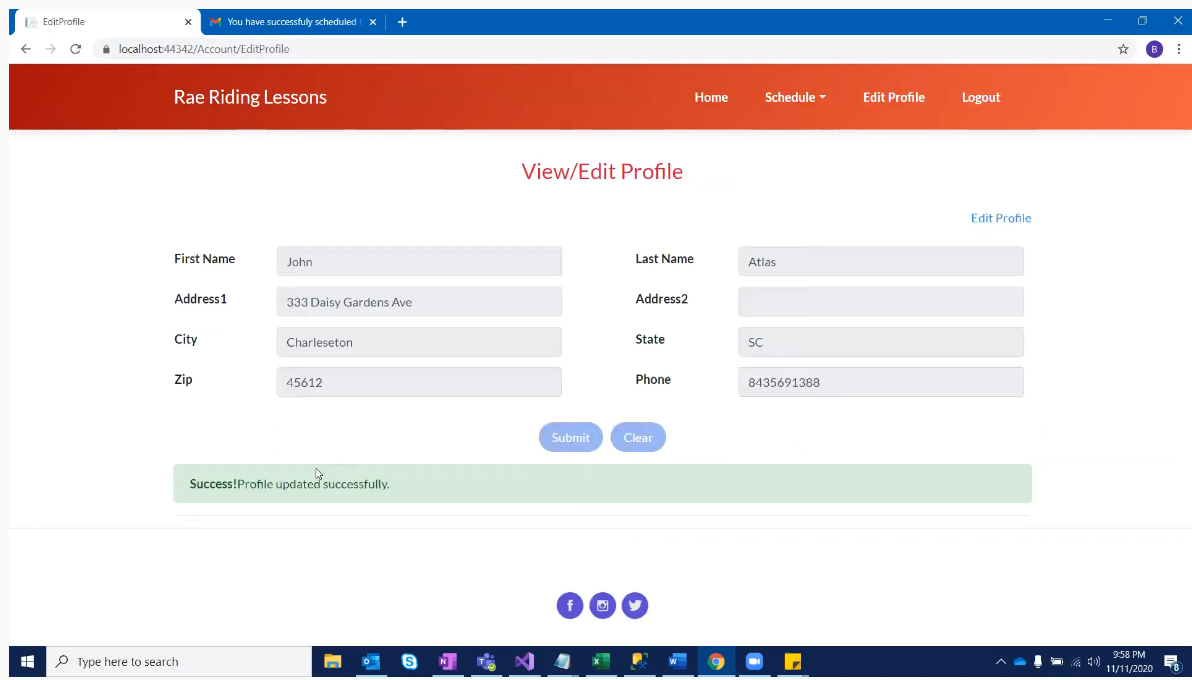 EditProfile
You have successfuly scheduled
localhost:44342/Account/EditProfile
B
Rae Riding Lessons
Home Schedule Edit Profile Logout
View/Edit Profile
Edit Profile
First Name John Last Name Atlas
Address1 333 Daisy Gardens Ave Address2
City Charleseton State SC
Zip 45612 Phone 8435691388
Submit Clear
Success!Profile updated successfully.
Type here to search
9:58 PM
11/11/2020
8